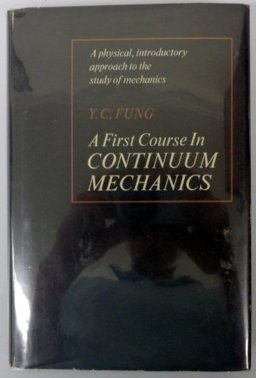 A physical, introductory
approach to the
study of mechanics
Y.C. FUNG
A First Course In
CONTINUUM
MECHANICS